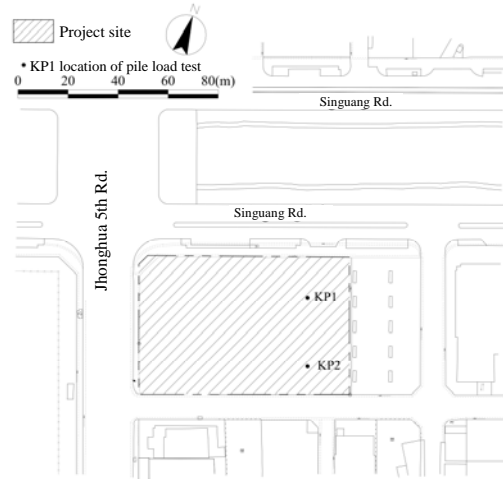 N
Project site
KP1 location of pile load test
0 20 40 60 80(m)
Singuang Rd.
Jhonghua 5th Rd.
Singuang Rd.
KP1
KP2